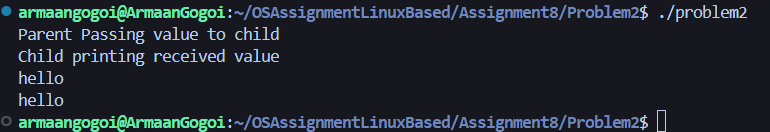 armaangogoi@ArmaanGogoi:~/OSAssignmentLinuxBased/Assignment8/Problem2$ ./problem2
Parent Passing value to child
Child printing received value
hello
hello
armaangogoi@ArmaanGogoi:~/OSAssignmentLinuxBased/Assignment8/Problem2$